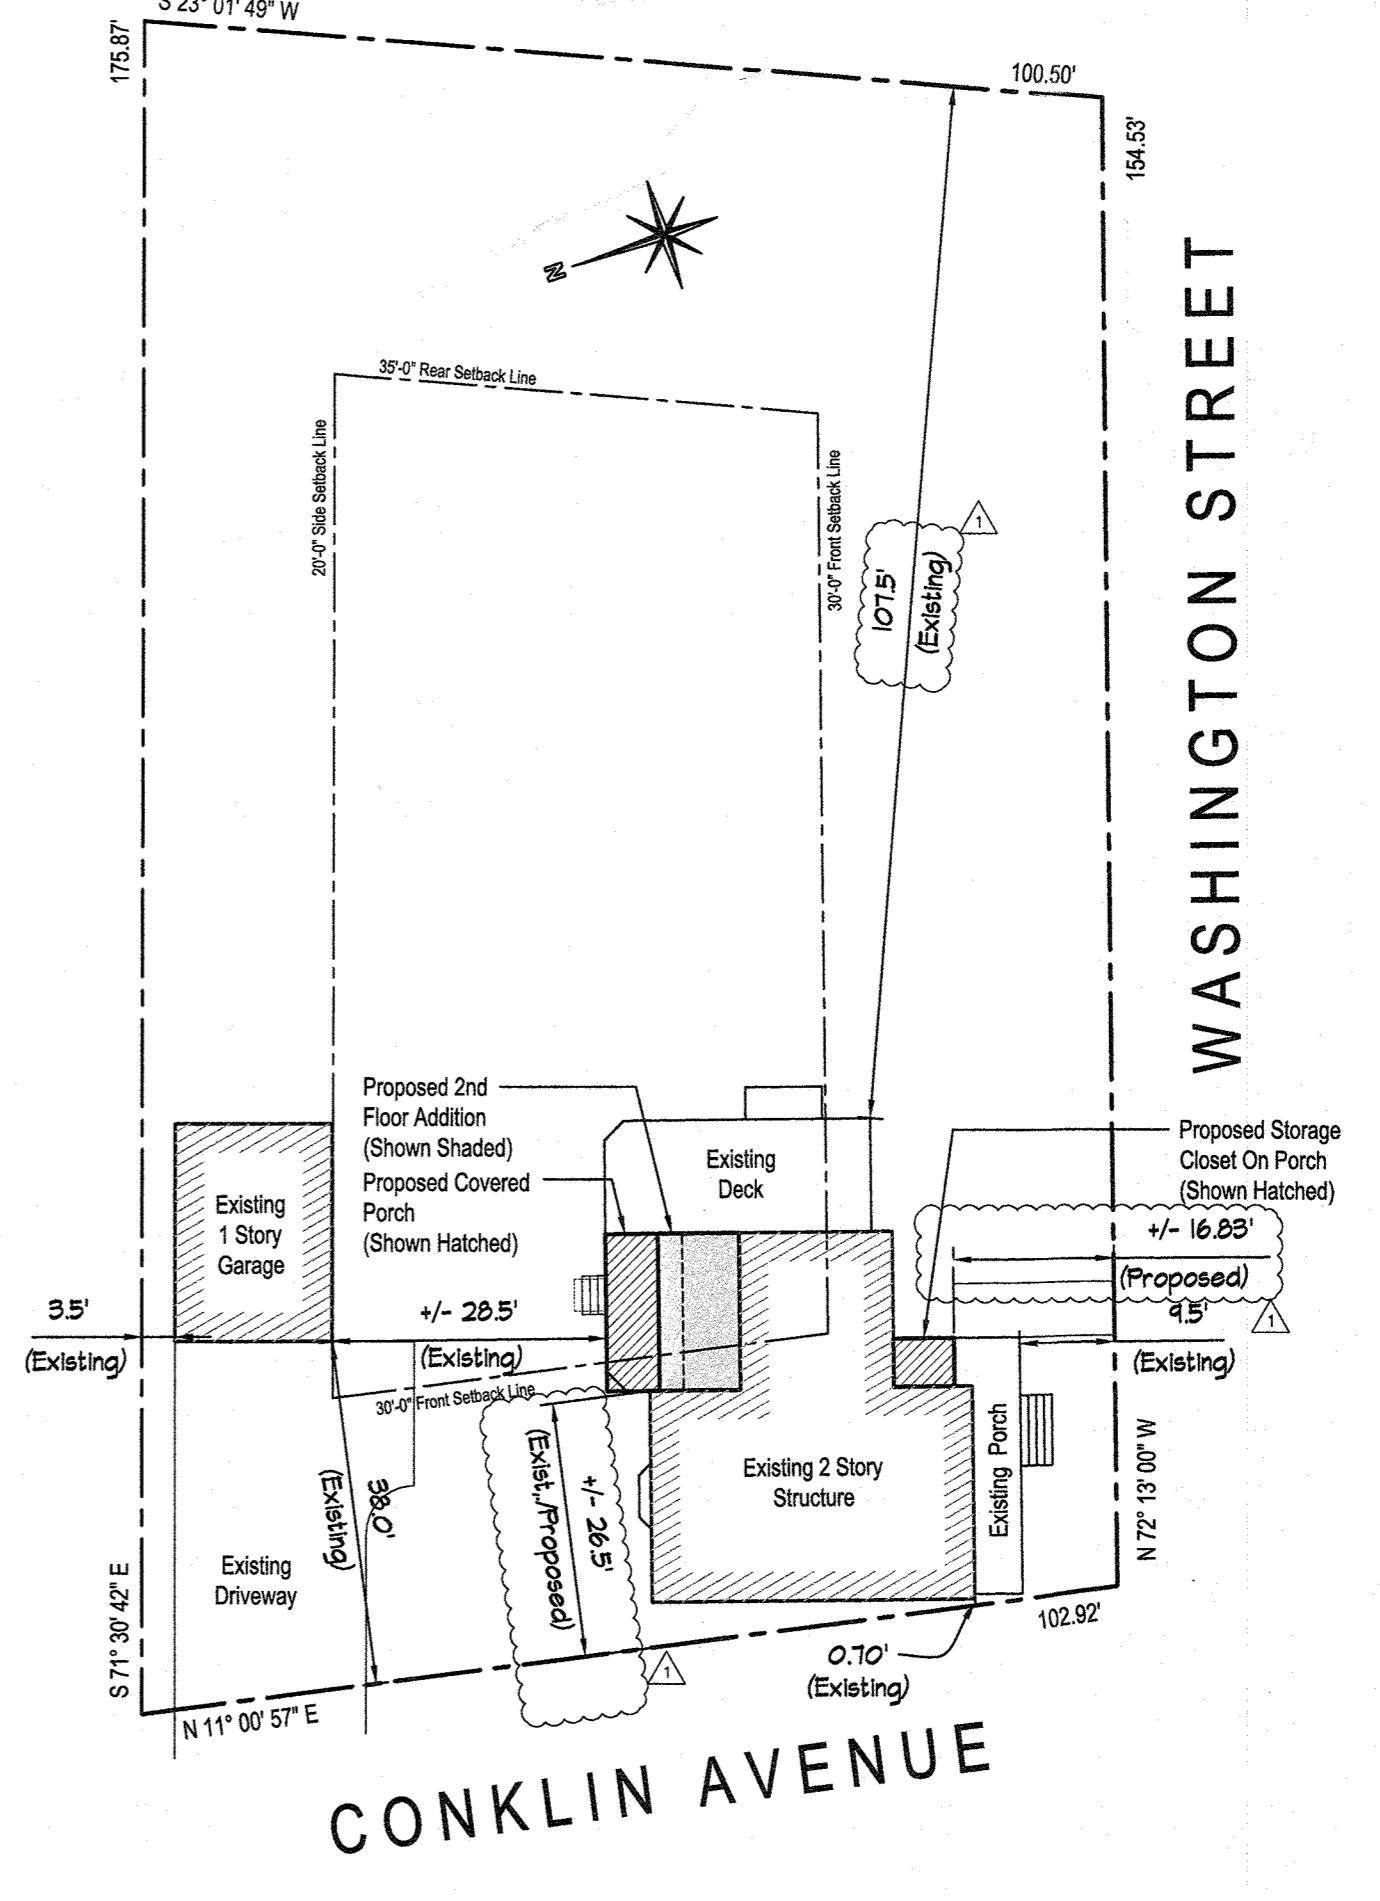 S 23° 01' 49" W
175.87'
100.50'
154.53'
N
35'-0" Rear Setback Line
20'-0" Side Setback Line
30'-0" Front Setback Line
WASHINGTON STREET
1
107.5'
(Existing)
Proposed 2nd
Floor Addition
(Shown Shaded)
Proposed Covered
Porch
(Shown Hatched)
Existing
Deck
Proposed Storage
Closet On Porch
(Shown Hatched)
Existing
1 Story
Garage
+/- 16.83'
(Proposed)
3.5'
(Existing)
+/- 28.5'
(Existing)
9.5'
(Existing)
1
30'-0" Front Setback Line
38.0'
(Existing)
+/- 26.5'
(Exist./Proposed)
Existing 2 Story
Structure
Existing Porch
N 72° 13' 00" W
Existing
Driveway
S 71° 30' 42" E
102.92'
0.70'
(Existing)
1
N 11° 00' 57" E
CONKLIN AVENUE